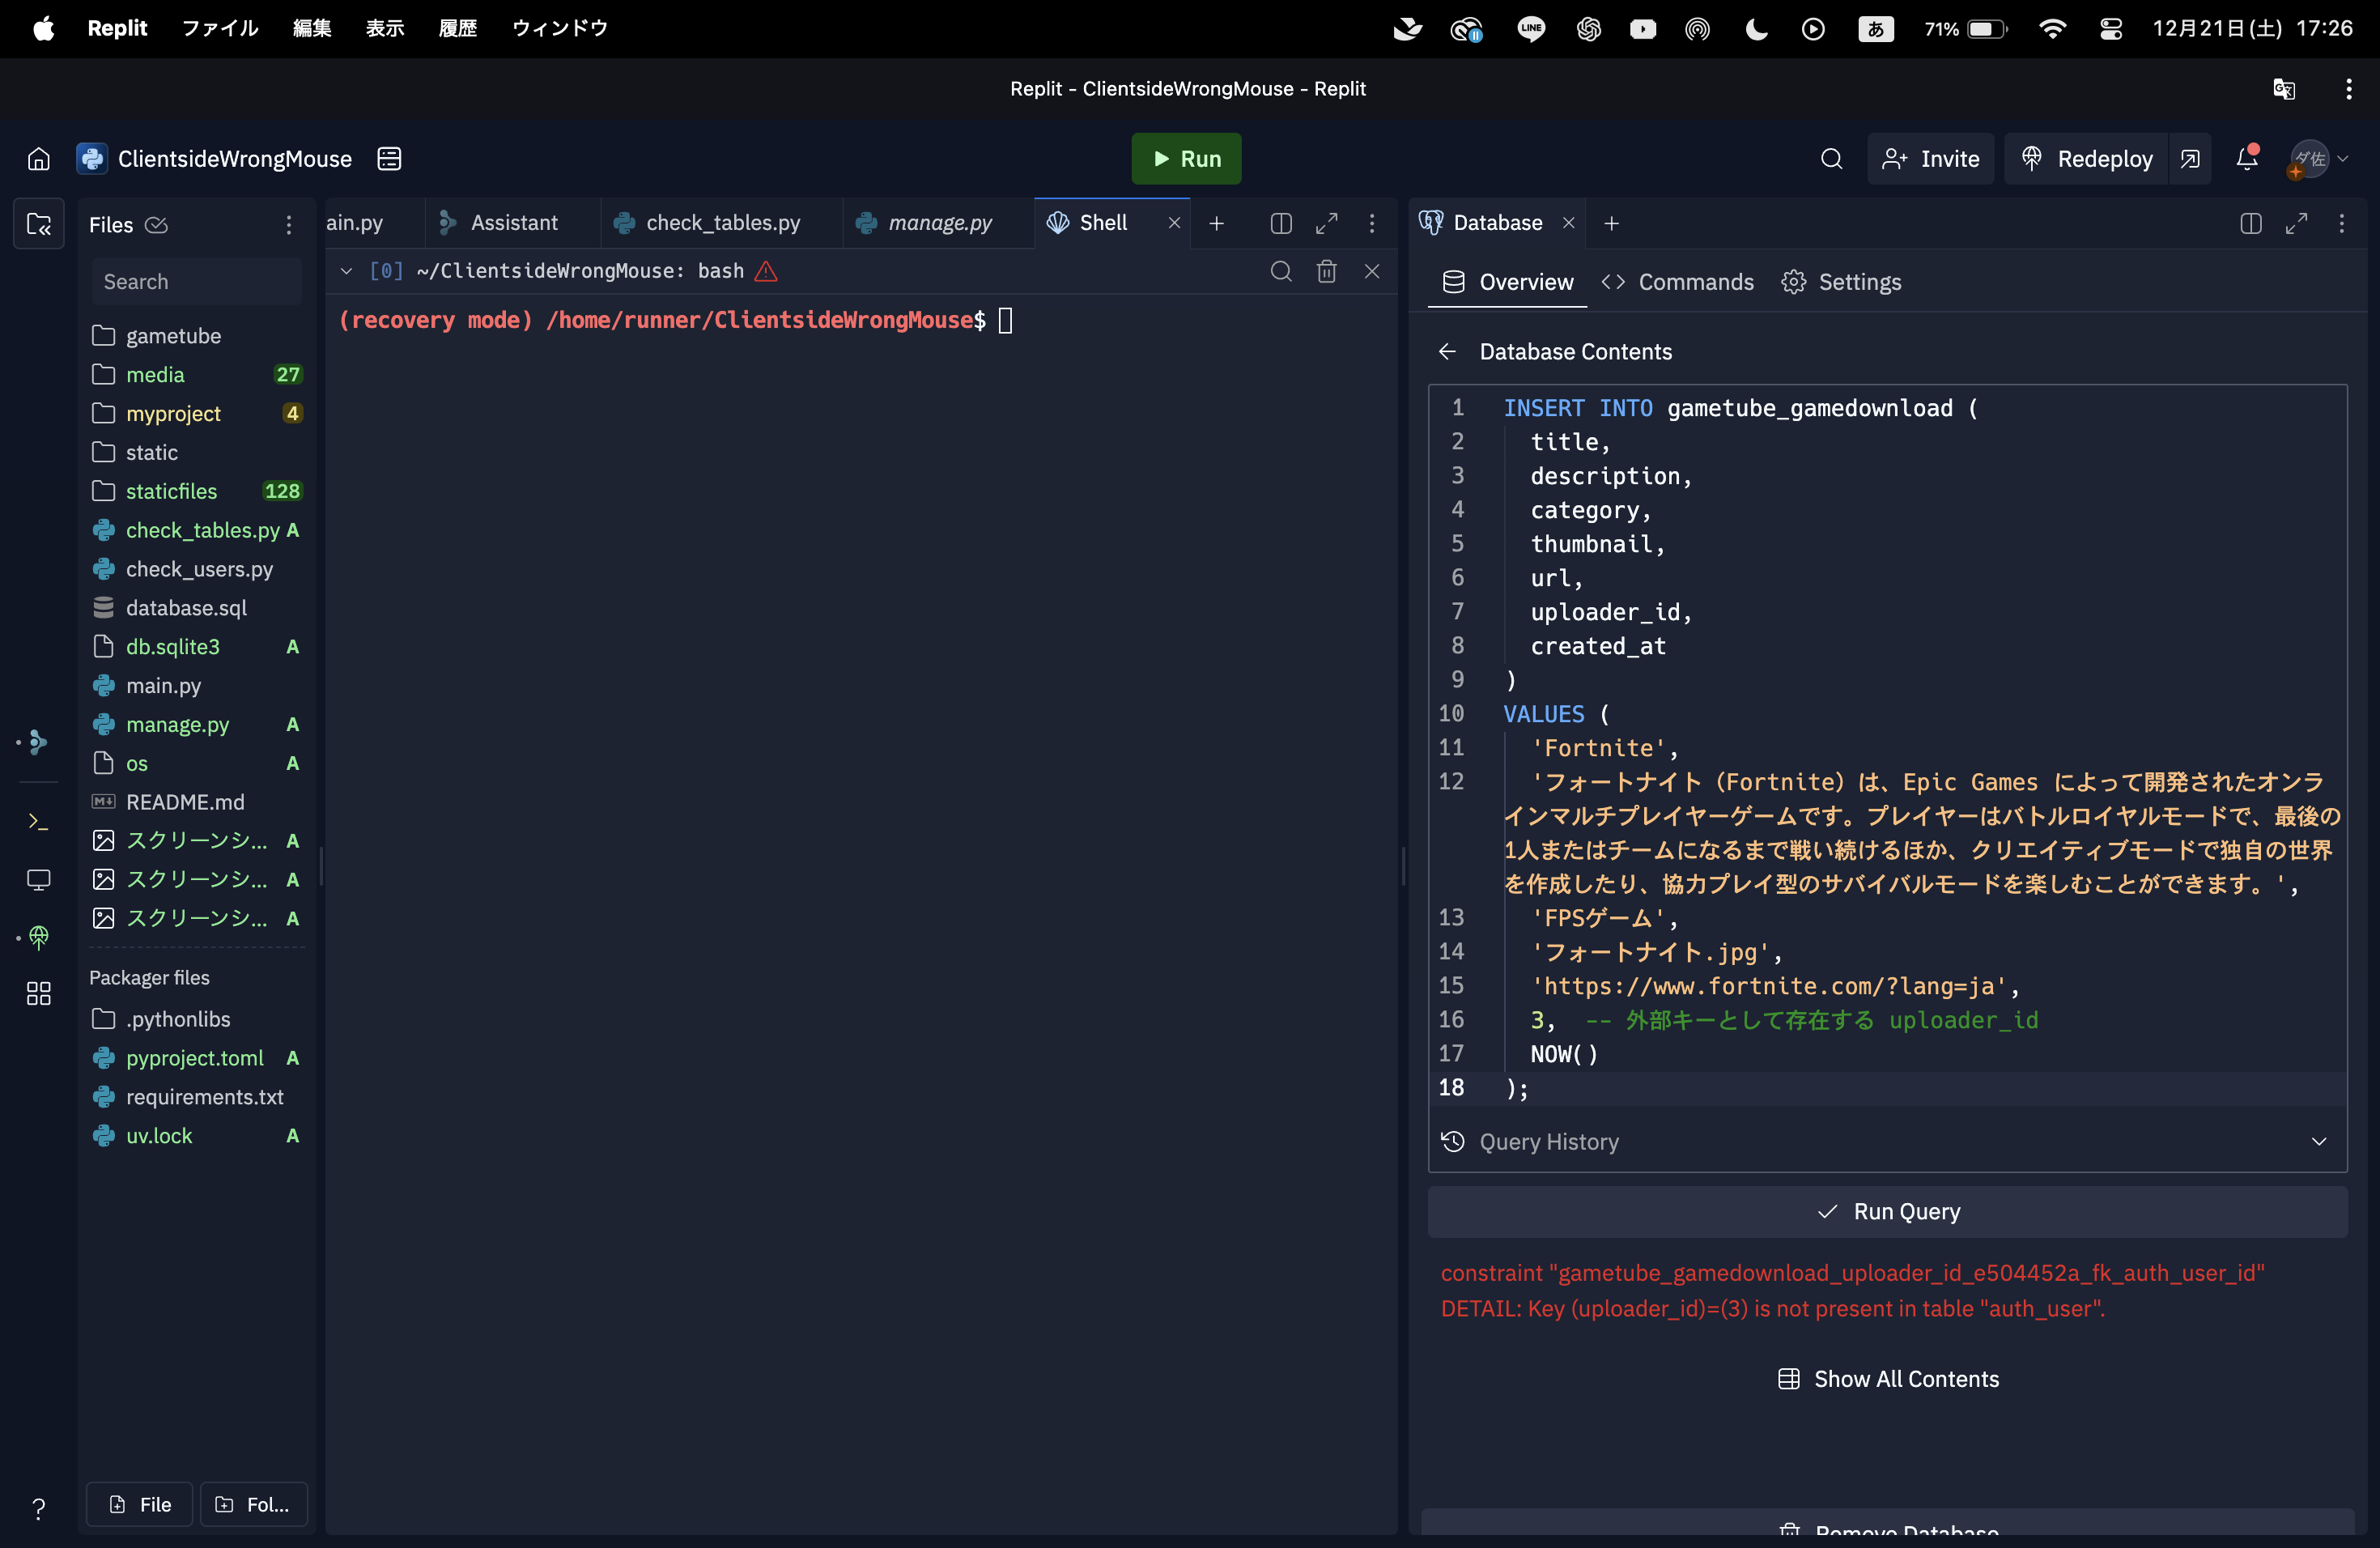 Replit ファイル 編集 表示 履歴 ウィンドウ LINE あ 71% 12月21日(土) 17:26
Replit - ClientsideWrongMouse - Replit
ClientsideWrongMouse Run Invite Redeploy ダ佐
Files
Search
gametube
media 27
myproject 4
static
staticfiles 128
check_tables.py A
check_users.py
database.sql
db.sqlite3 A
main.py
manage.py A
os A
README.md
スクリーンシ... A
スクリーンシ... A
スクリーンシ... A
Packager files
.pythonlibs
pyproject.toml A
requirements.txt
uv.lock A
File Fol...
ain.py Assistant check_tables.py manage.py Shell
[0] ~/ClientsideWrongMouse: bash
(recovery mode) /home/runner/ClientsideWrongMouse$
Database
Overview Commands Settings
Database Contents
1 INSERT INTO gametube_gamedownload (
2 title,
3 description,
4 category,
5 thumbnail,
6 url,
7 uploader_id,
8 created_at
9 )
10 VALUES (
11 'Fortnite',
12 'フォートナイト（Fortnite）は、Epic Games によって開発されたオンラ
インマルチプレイヤーゲームです。プレイヤーはバトルロイヤルモードで、最後の
1人またはチームになるまで戦い続けるほか、クリエイティブモードで独自の世界
を作成したり、協力プレイ型のサバイバルモードを楽しむことができます。',
13 'FPSゲーム',
14 'フォートナイト.jpg',
15 'https://www.fortnite.com/?lang=ja',
16 3, -- 外部キーとして存在する uploader_id
17 NOW()
18 );
Query History
Run Query
constraint "gametube_gamedownload_uploader_id_e504452a_fk_auth_user_id"
DETAIL: Key (uploader_id)=(3) is not present in table "auth_user".
Show All Contents
Remove Database